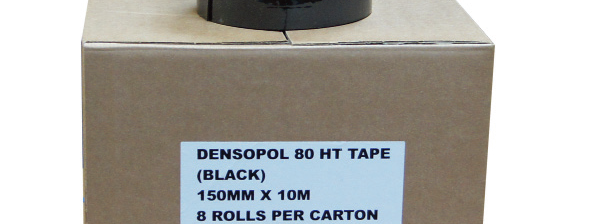 DENSOPOL 80 HT TAPE
(BLACK)
150MM X 10M
8 ROLLS PER CARTON